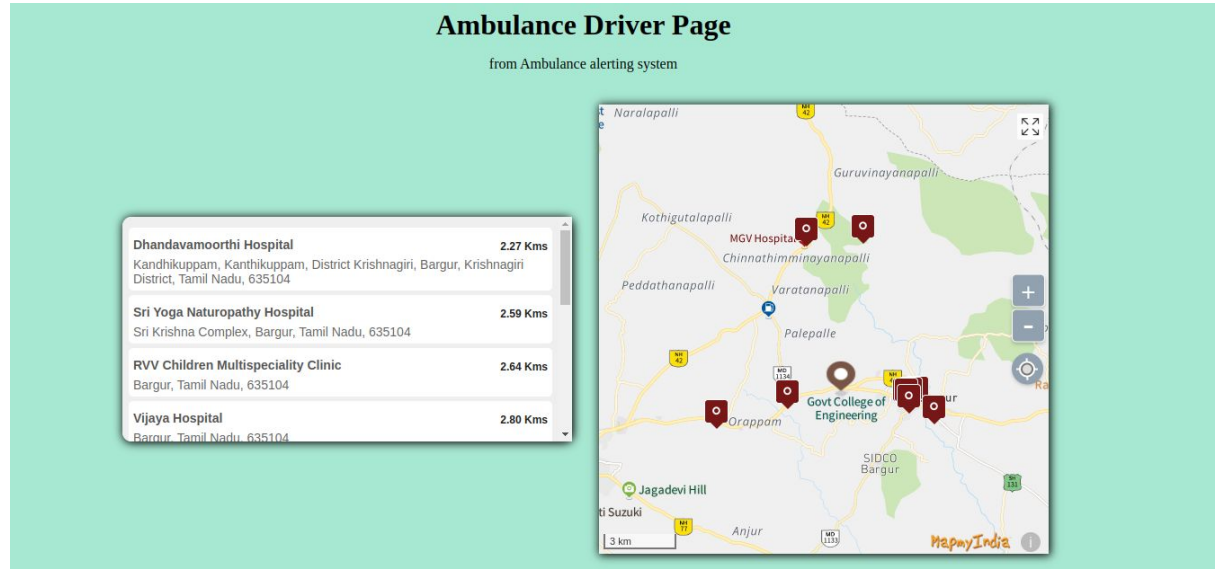 Ambulance Driver Page
from Ambulance alerting system
Dhandavamoorthi Hospital 2.27 Kms
Kandhikuppam, Kanthikuppam, District Krishnagiri, Bargur, Krishnagiri
District, Tamil Nadu, 635104
Sri Yoga Naturopathy Hospital 2.59 Kms
Sri Krishna Complex, Bargur, Tamil Nadu, 635104
RVV Children Multispeciality Clinic 2.64 Kms
Bargur, Tamil Nadu, 635104
Vijaya Hospital 2.80 Kms
Bargur, Tamil Nadu, 635104
Naralapalli
NH
42
Guruvinayanapalli
Kothigutalapalli
NH
42
MGV Hospital
Chinnathimminayanapalli
Peddathanapalli
Varatanapalli
+
Palepalle
-
NH
42
MD
1134
NH
Govt College of
Engineering
Orappam
SIDCO
Bargur
SH
131
Jagadevi Hill
ti Suzuki
NH
77
Anjur
MD
1133
3 km
MapmyIndia
i